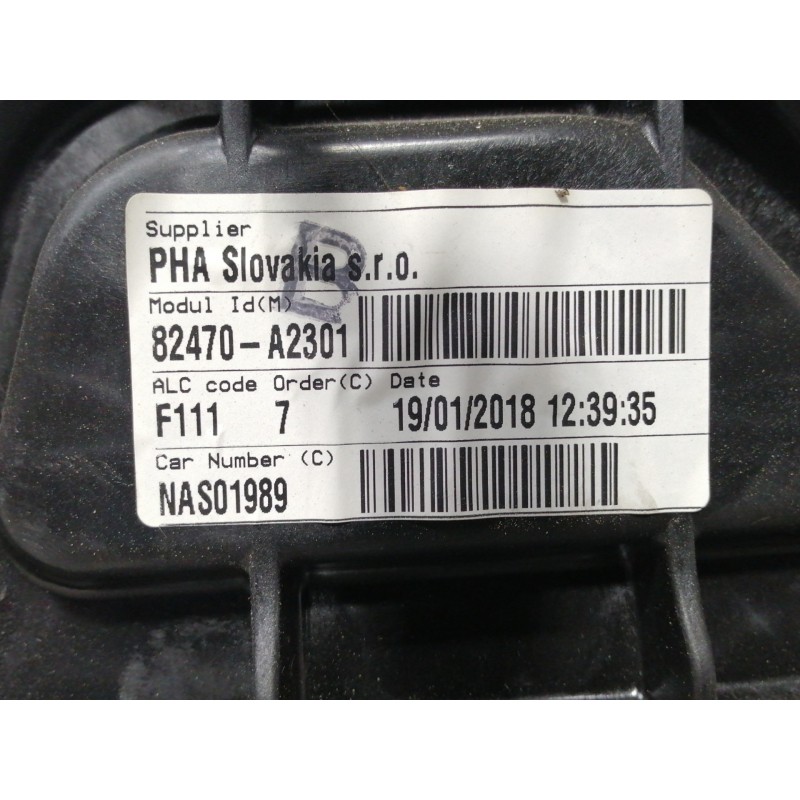 Supplier
PHA Slovakia s.r.o.
B
Modul Id(M)
82470-A2301
ALC code Order(C) Date
F111 7 19/01/2018 12:39:35
Car Number (C)
NAS01989